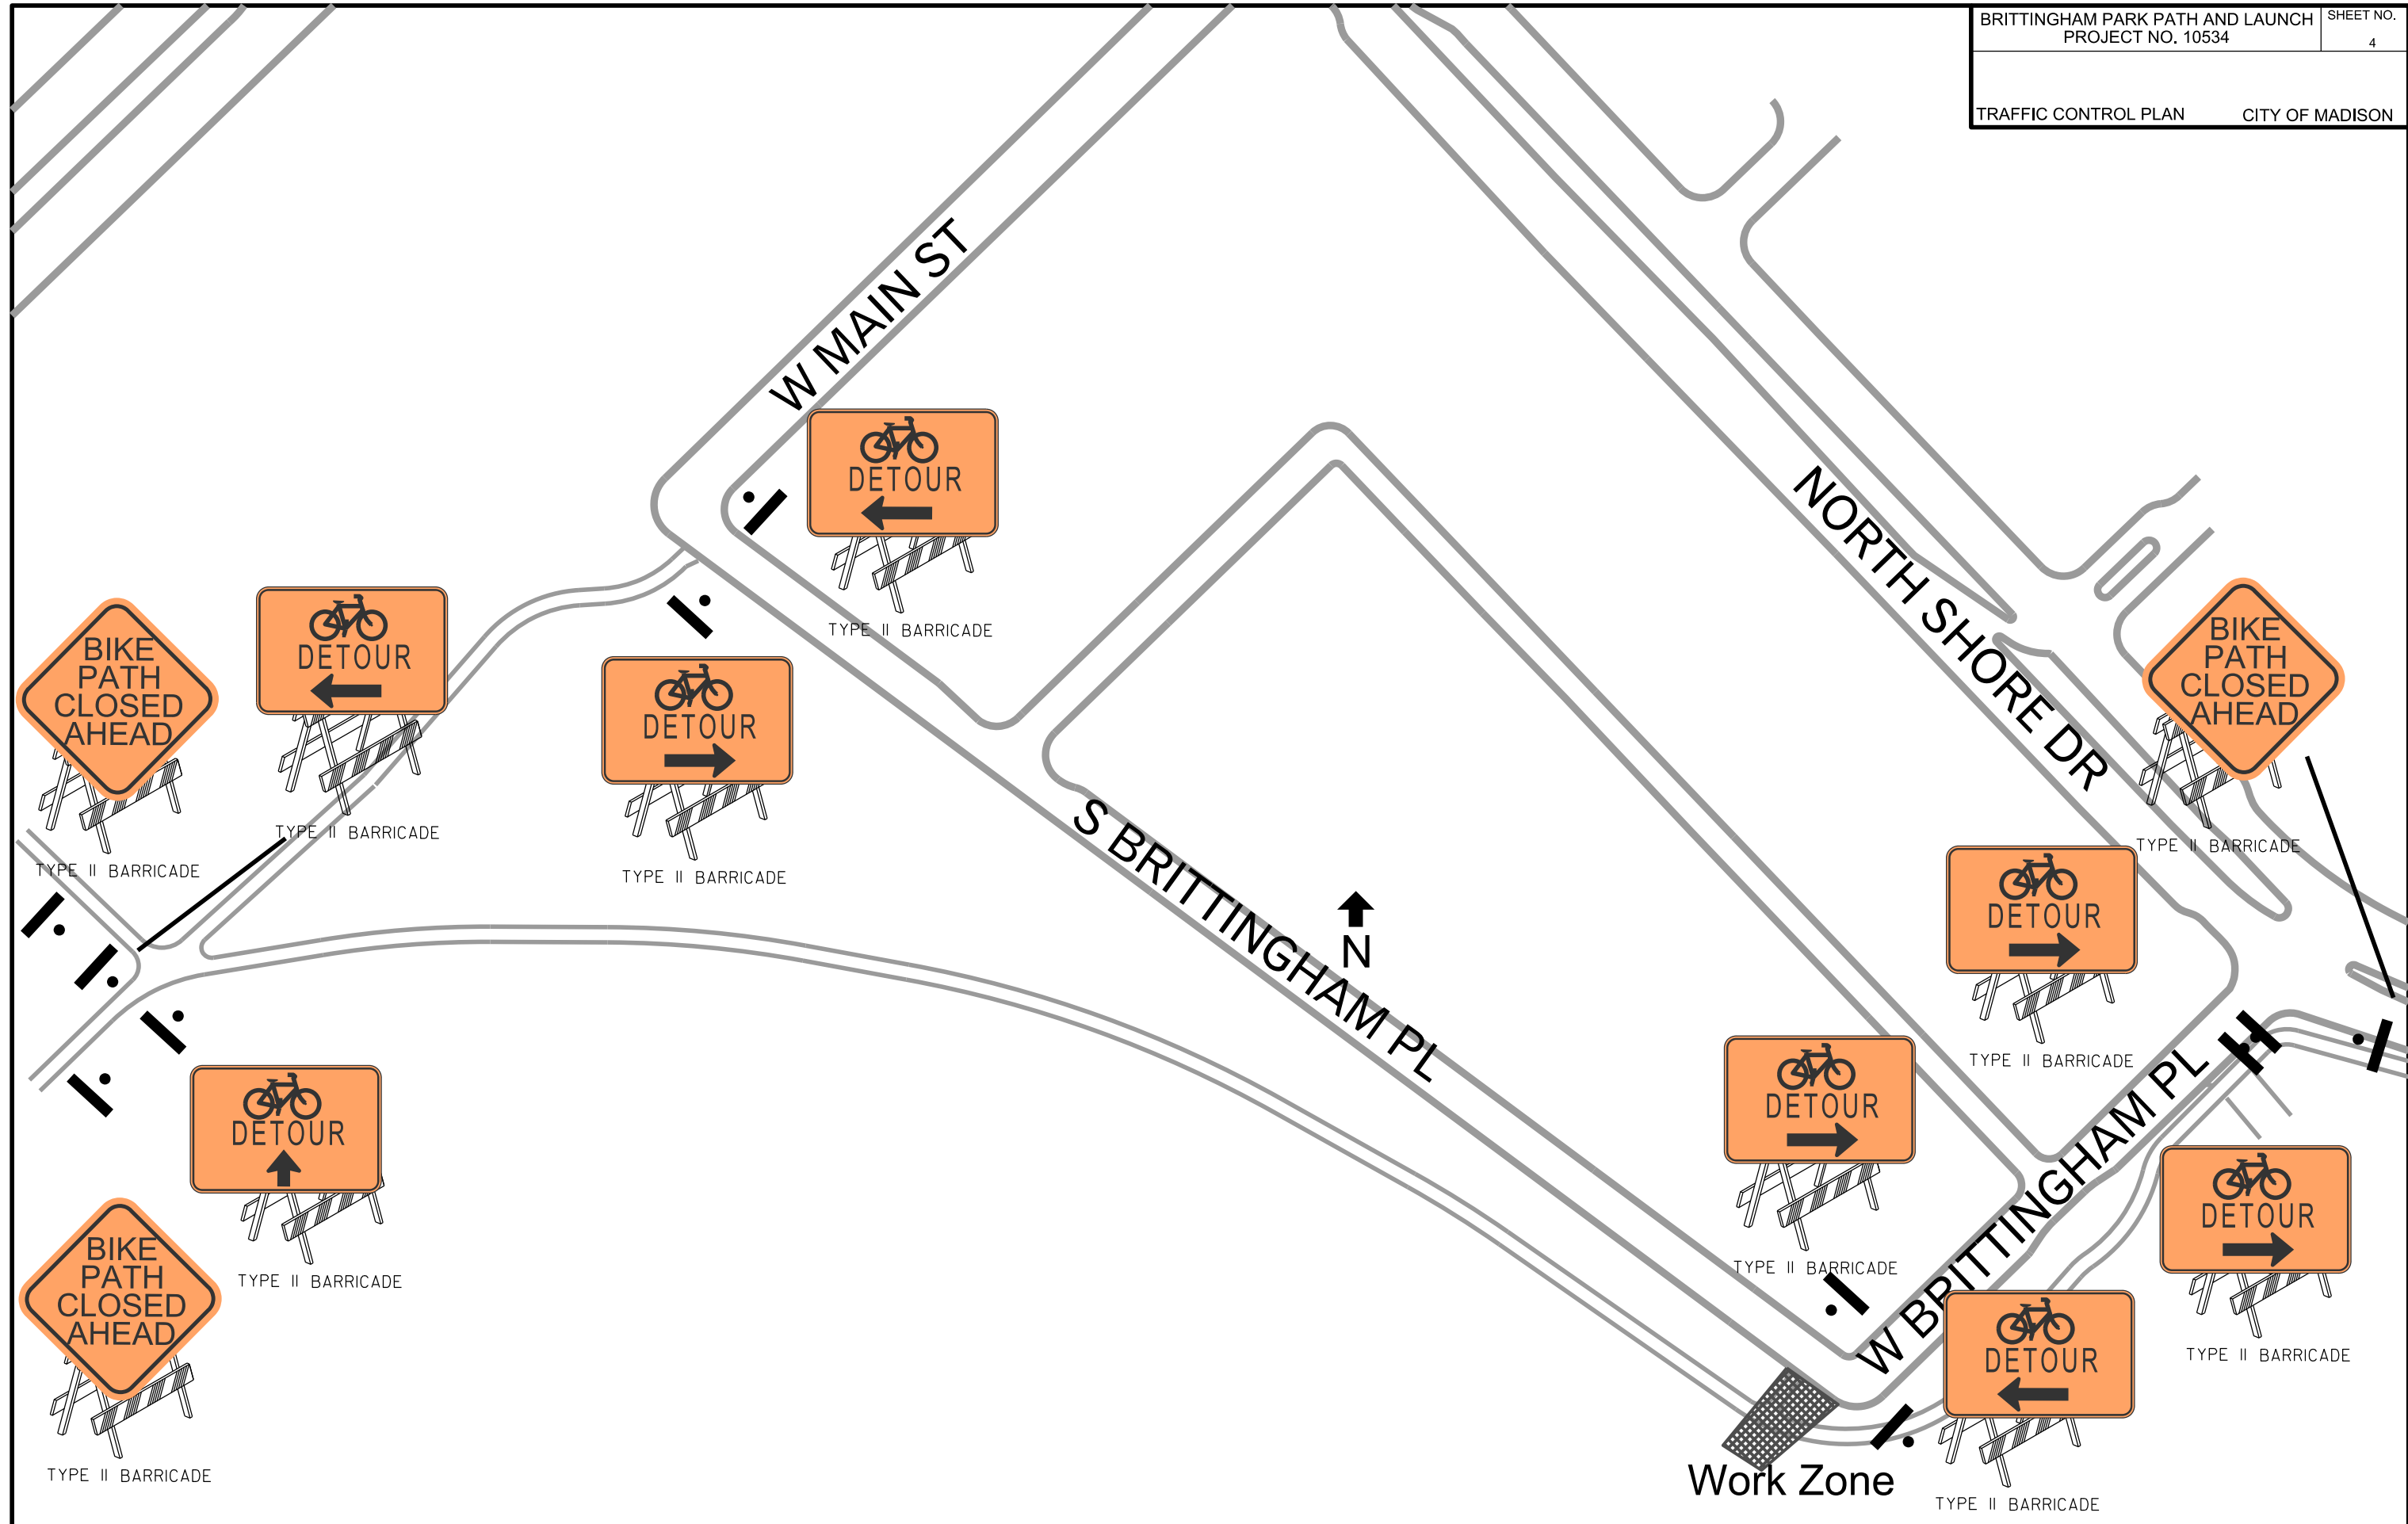 BRITTINGHAM PARK PATH AND LAUNCH
PROJECT NO. 10534
SHEET NO.
4
TRAFFIC CONTROL PLAN
CITY OF MADISON
W MAIN ST
DETOUR
TYPE II BARRICADE
NORTH SHORE DR
BIKE
PATH
CLOSED
AHEAD
TYPE II BARRICADE
DETOUR
TYPE II BARRICADE
DETOUR
TYPE II BARRICADE
BIKE
PATH
CLOSED
AHEAD
TYPE II BARRICADE
S BRITTINGHAM PL
N
DETOUR
TYPE II BARRICADE
DETOUR
TYPE II BARRICADE
W BRITTINGHAM PL
DETOUR
TYPE II BARRICADE
DETOUR
TYPE II BARRICADE
BIKE
PATH
CLOSED
AHEAD
TYPE II BARRICADE
DETOUR
TYPE II BARRICADE
Work Zone